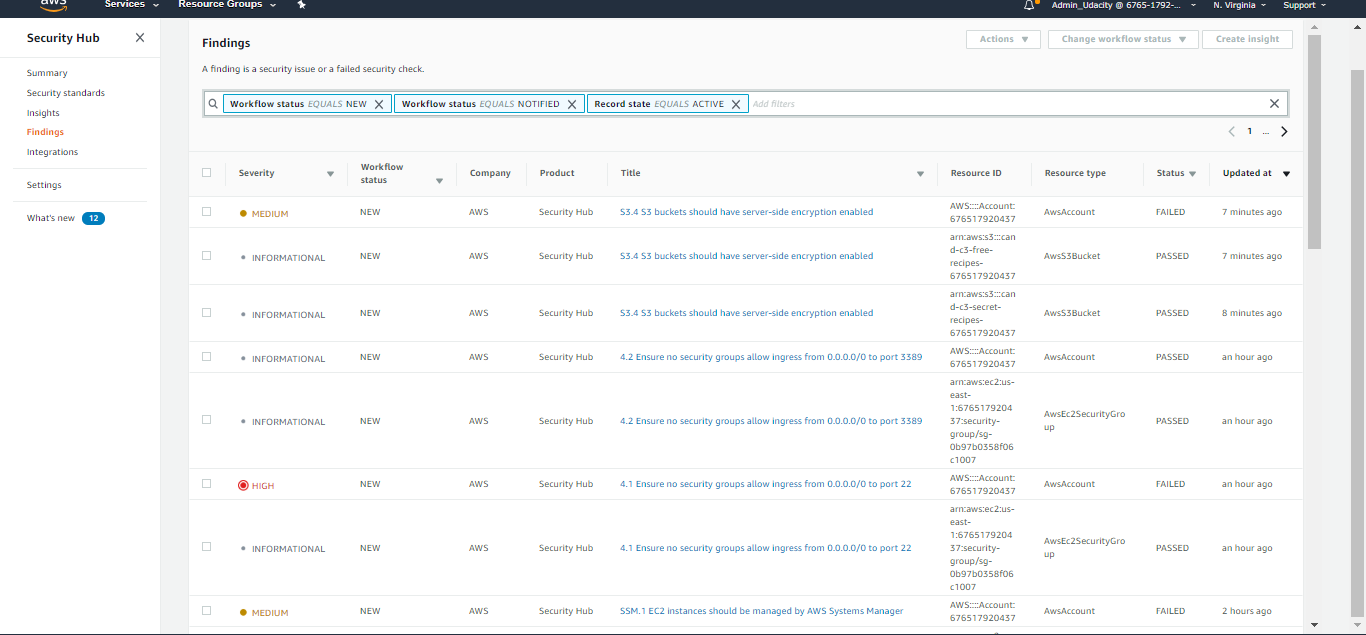 aws Services Resource Groups Admin_Udacity @ 6765-1792-... N. Virginia Support
Security Hub
Summary
Security standards
Insights
Findings
Integrations
Settings
What's new 12
Findings
Actions Change workflow status Create insight
A finding is a security issue or a failed security check.
Workflow status EQUALS NEW Workflow status EQUALS NOTIFIED Record state EQUALS ACTIVE Add filters
1 ...
Severity Workflow status Company Product Title Resource ID Resource type Status Updated at
MEDIUM NEW AWS Security Hub S3.4 S3 buckets should have server-side encryption enabled AWS::::Account: AwsAccount FAILED 7 minutes ago
676517920437
arn:aws:s3:::can
d-c3-free-
INFORMATIONAL NEW AWS Security Hub S3.4 S3 buckets should have server-side encryption enabled AwsS3Bucket PASSED 7 minutes ago
recipes-
676517920437
arn:aws:s3:::can
d-c3-secret-
INFORMATIONAL NEW AWS Security Hub S3.4 S3 buckets should have server-side encryption enabled AwsS3Bucket PASSED 8 minutes ago
recipes-
676517920437
INFORMATIONAL NEW AWS Security Hub 4.2 Ensure no security groups allow ingress from 0.0.0.0/0 to port 3389 AWS::::Account: AwsAccount PASSED an hour ago
676517920437
arn:aws:ec2:us-
east-
1:6765179204
INFORMATIONAL NEW AWS Security Hub 4.2 Ensure no security groups allow ingress from 0.0.0.0/0 to port 3389 37:security- AwsEc2SecurityGro PASSED an hour ago
group/sg- up
0b97b0358f06
c1007
HIGH NEW AWS Security Hub 4.1 Ensure no security groups allow ingress from 0.0.0.0/0 to port 22 AWS::::Account: AwsAccount FAILED an hour ago
676517920437
arn:aws:ec2:us-
east-
1:6765179204
INFORMATIONAL NEW AWS Security Hub 4.1 Ensure no security groups allow ingress from 0.0.0.0/0 to port 22 37:security- AwsEc2SecurityGro PASSED an hour ago
group/sg- up
0b97b0358f06
c1007
MEDIUM NEW AWS Security Hub SSM.1 EC2 instances should be managed by AWS Systems Manager AWS::::Account: AwsAccount FAILED 2 hours ago
676517920437